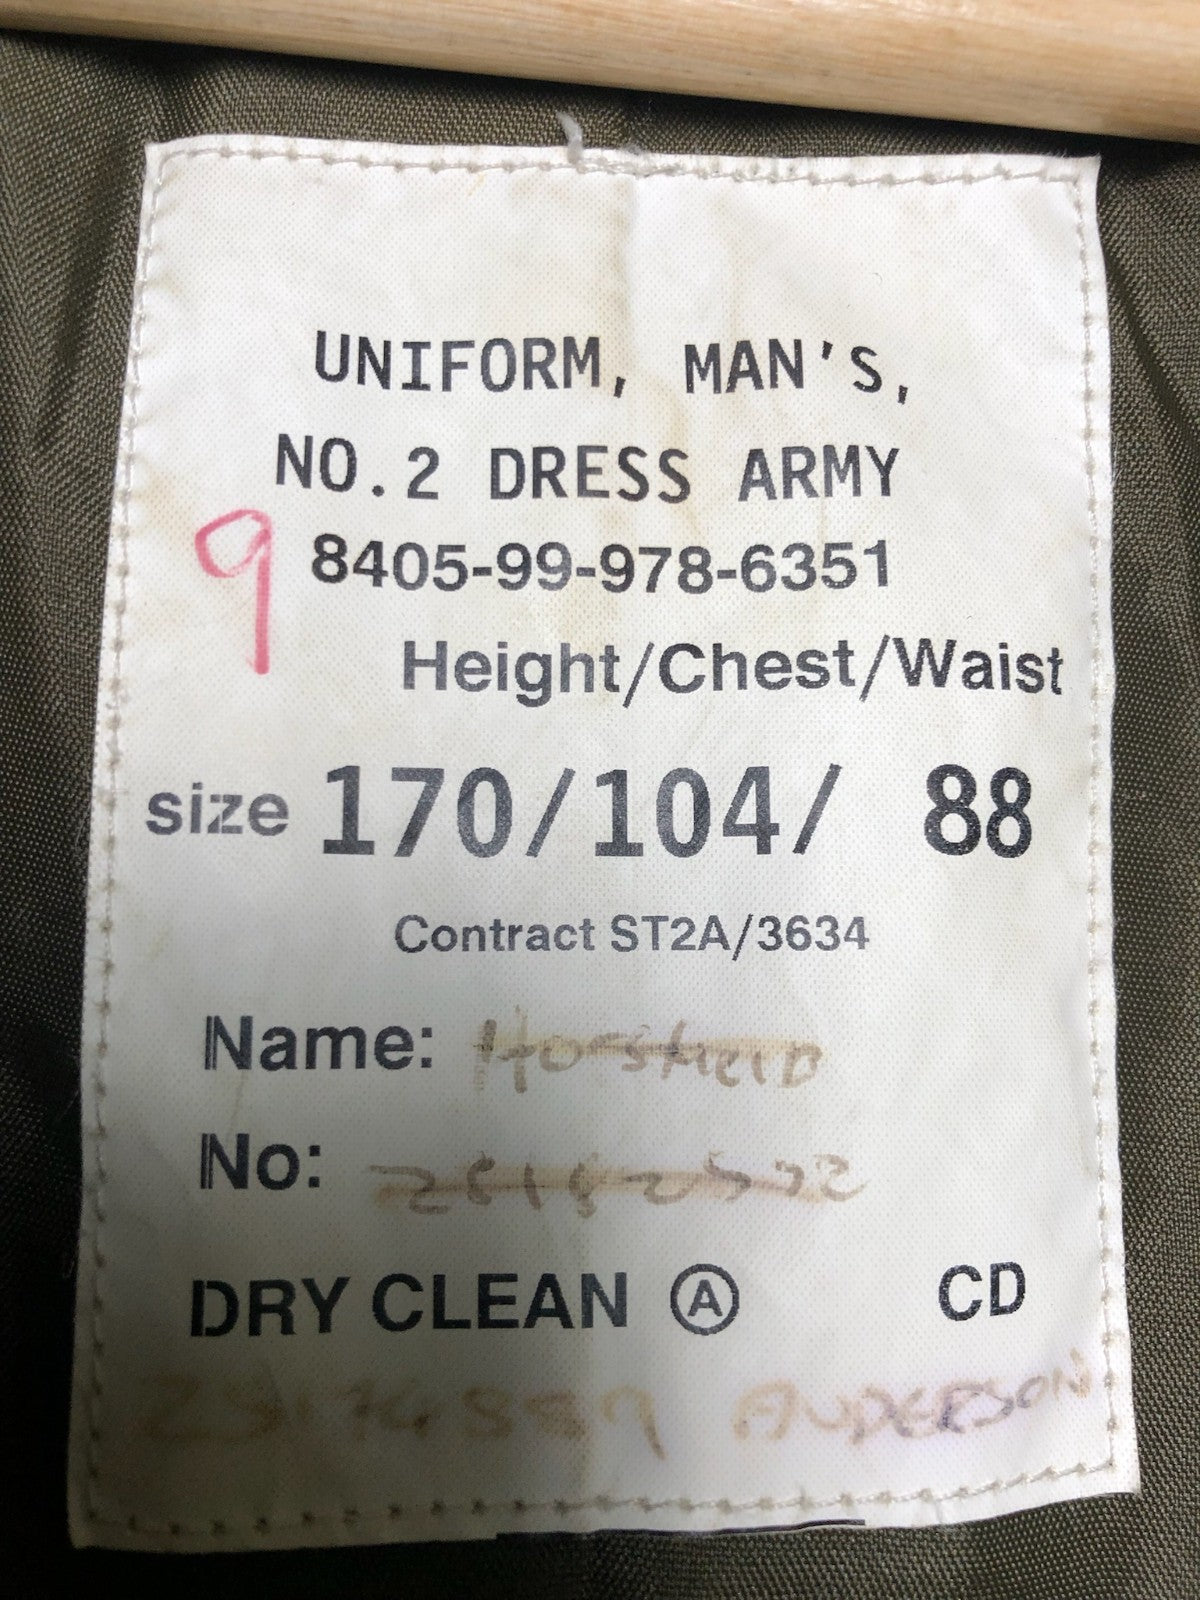 UNIFORM, MAN'S,
NO.2 DRESS ARMY
9 8405-99-978-6351
Height/Chest/Waist
size 170/104/ 88
Contract ST2A/3634
Name:
No:
DRY CLEAN Ⓐ CD
ANDERSON